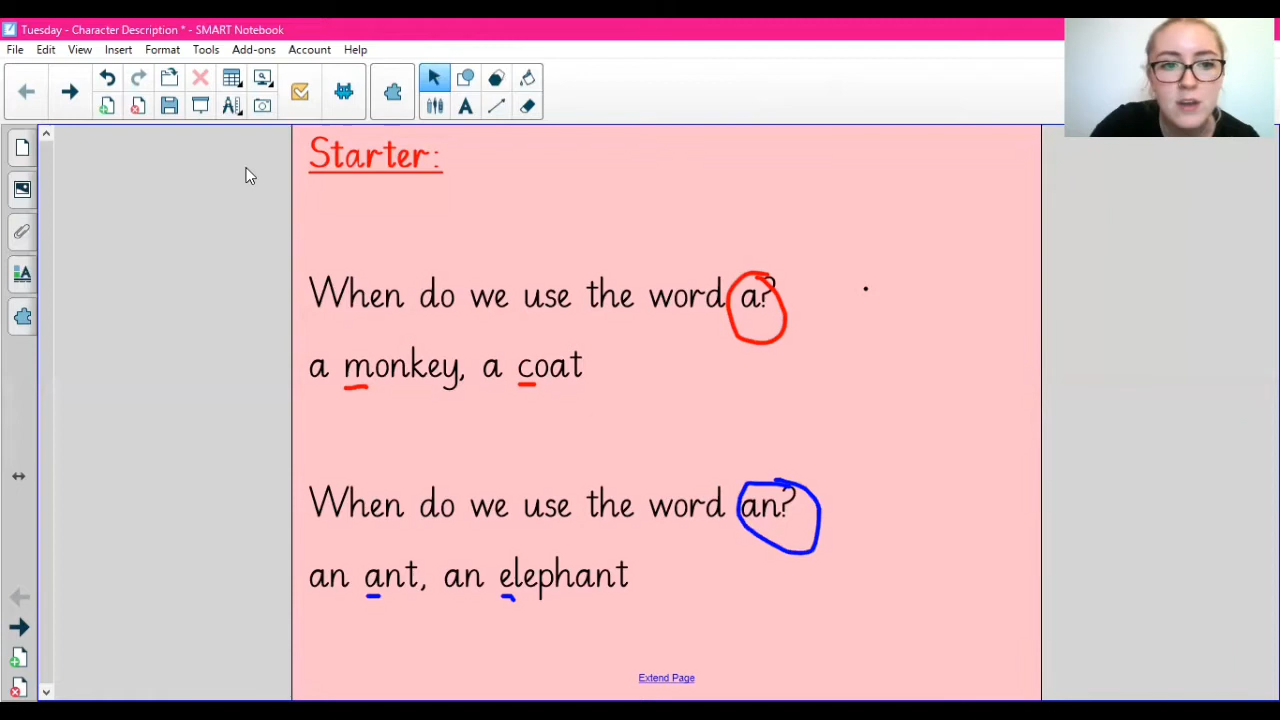 Tuesday - Character Description * - SMART Notebook
File Edit View Insert Format Tools Add-ons Account Help
Starter:
When do we use the word a?
a monkey, a coat
When do we use the word an?
an ant, an elephant
Extend Page